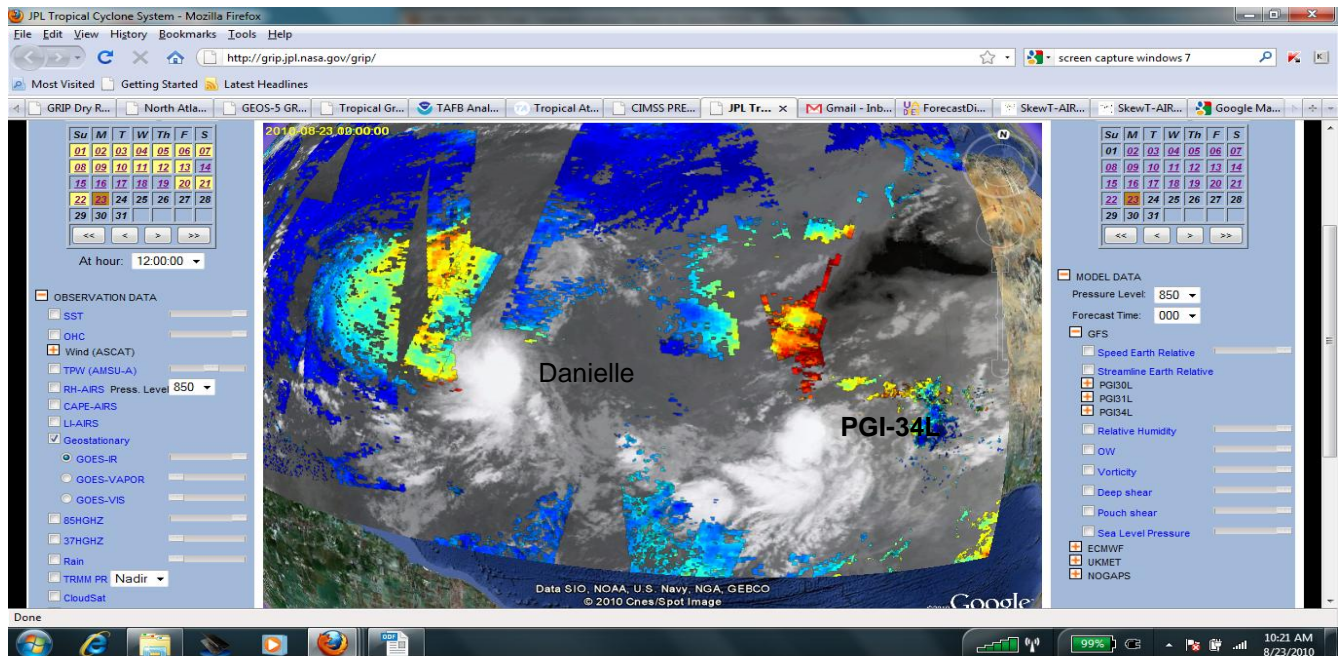 JPL Tropical Cyclone System - Mozilla Firefox
File Edit View History Bookmarks Tools Help
http://grip.jpl.nasa.gov/grip/
screen capture windows 7
Most Visited Getting Started Latest Headlines
GRIP Dry R... North Atla... GEOS-5 GR... Tropical Gr... TAFB Anal... Tropical At... CIMSS PRE... JPL Tr... Gmail - Inb... ForecastDi... SkewT-AIR... SkewT-AIR... Google Ma...
Su M T W Th F S
01 02 03 04 05 06 07
08 09 10 11 12 13 14
15 16 17 18 19 20 21
22 23 24 25 26 27 28
29 30 31
<< < > >>
At hour: 12:00:00
OBSERVATION DATA
SST
OHC
Wind (ASCAT)
TPW (AMSU-A)
RH-AIRS Press. Level 850
CAPE-AIRS
LI-AIRS
Geostationary
GOES-IR
GOES-VAPOR
GOES-VIS
85HGHZ
37HGHZ
Rain
TRMM PR Nadir
CloudSat
2010-08-23 00:00:00
N
Danielle
PGI-34L
Data SIO, NOAA, U.S. Navy, NGA, GEBCO
© 2010 Cnes/Spot Image
Google
Su M T W Th F S
01 02 03 04 05 06 07
08 09 10 11 12 13 14
15 16 17 18 19 20 21
22 23 24 25 26 27 28
29 30 31
<< < > >>
MODEL DATA
Pressure Level: 850
Forecast Time: 000
GFS
Speed Earth Relative
Streamline Earth Relative
PGI30L
PGI31L
PGI34L
Relative Humidity
OW
Vorticity
Deep shear
Pouch shear
Sea Level Pressure
ECMWF
UKMET
NOGAPS
Done
99%
10:21 AM
8/23/2010